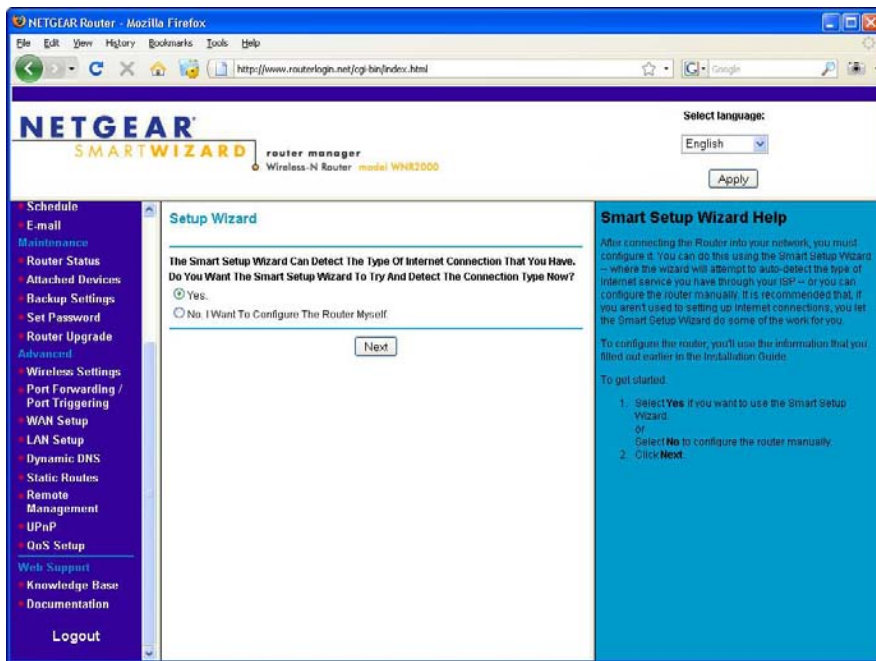 NETGEAR Router - Mozilla Firefox
File Edit View History Bookmarks Tools Help
http://www.routerlogin.net/cgi-bin/index.html
Google
NETGEAR
SMARTWIZARD
router manager
Wireless-N Router model WNR2000
Select language:
English
Apply
Schedule
E-mail
Maintenance
Router Status
Attached Devices
Backup Settings
Set Password
Router Upgrade
Advanced
Wireless Settings
Port Forwarding /
Port Triggering
WAN Setup
LAN Setup
Dynamic DNS
Static Routes
Remote
Management
UPnP
QoS Setup
Web Support
Knowledge Base
Documentation
Logout
Setup Wizard
The Smart Setup Wizard Can Detect The Type Of Internet Connection That You Have.
Do You Want The Smart Setup Wizard To Try And Detect The Connection Type Now?
Yes.
No. I Want To Configure The Router Myself.
Next
Smart Setup Wizard Help
After connecting the Router into your network, you must
configure it. You can do this using the Smart Setup Wizard
-- where the wizard will attempt to auto-detect the type of
internet service you have through your ISP -- or you can
configure the router manually. It is recommended that, if
you aren't used to setting up Internet connections, you let
the Smart Setup Wizard do some of the work for you.
To configure the router, you'll use the information that you
filled out earlier in the Installation Guide.
To get started.
1. Select Yes if you want to use the Smart Setup
Wizard.
or
Select No to configure the router manually.
2. Click Next.